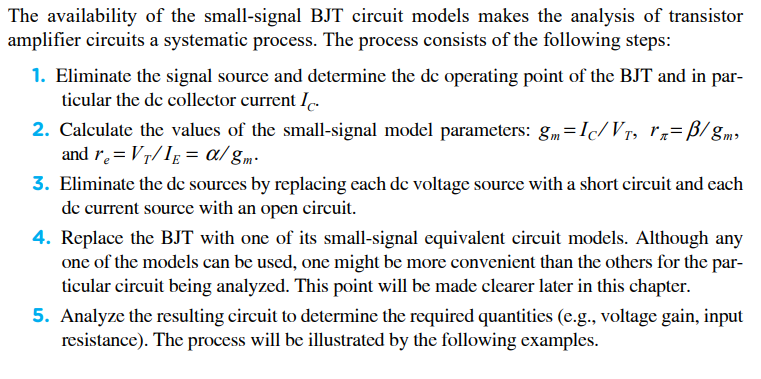 The availability of the small-signal BJT circuit models makes the analysis of transistor
amplifier circuits a systematic process. The process consists of the following steps:
1. Eliminate the signal source and determine the dc operating point of the BJT and in par-
ticular the dc collector current I_C.
2. Calculate the values of the small-signal model parameters: g_m = I_C/V_T, r_π = β/g_m,
and r_e = V_T/I_E = α/g_m.
3. Eliminate the dc sources by replacing each dc voltage source with a short circuit and each
dc current source with an open circuit.
4. Replace the BJT with one of its small-signal equivalent circuit models. Although any
one of the models can be used, one might be more convenient than the others for the par-
ticular circuit being analyzed. This point will be made clearer later in this chapter.
5. Analyze the resulting circuit to determine the required quantities (e.g., voltage gain, input
resistance). The process will be illustrated by the following examples.